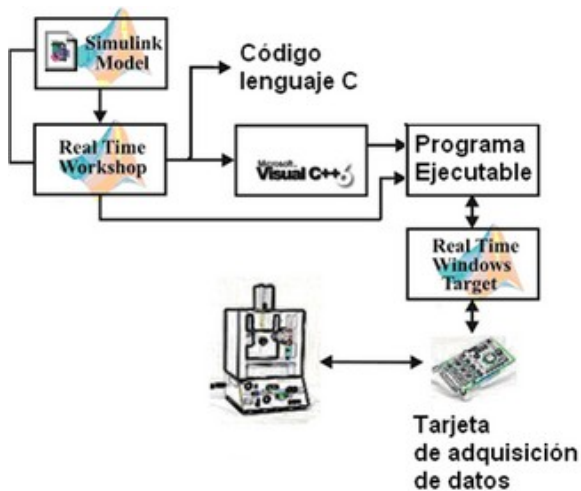 Simulink
Model
Código
lenguaje C
Real Time
Workshop
Microsoft
Visual C++ 6
Programa
Ejecutable
Real Time
Windows
Target
Tarjeta
de adquisición
de datos